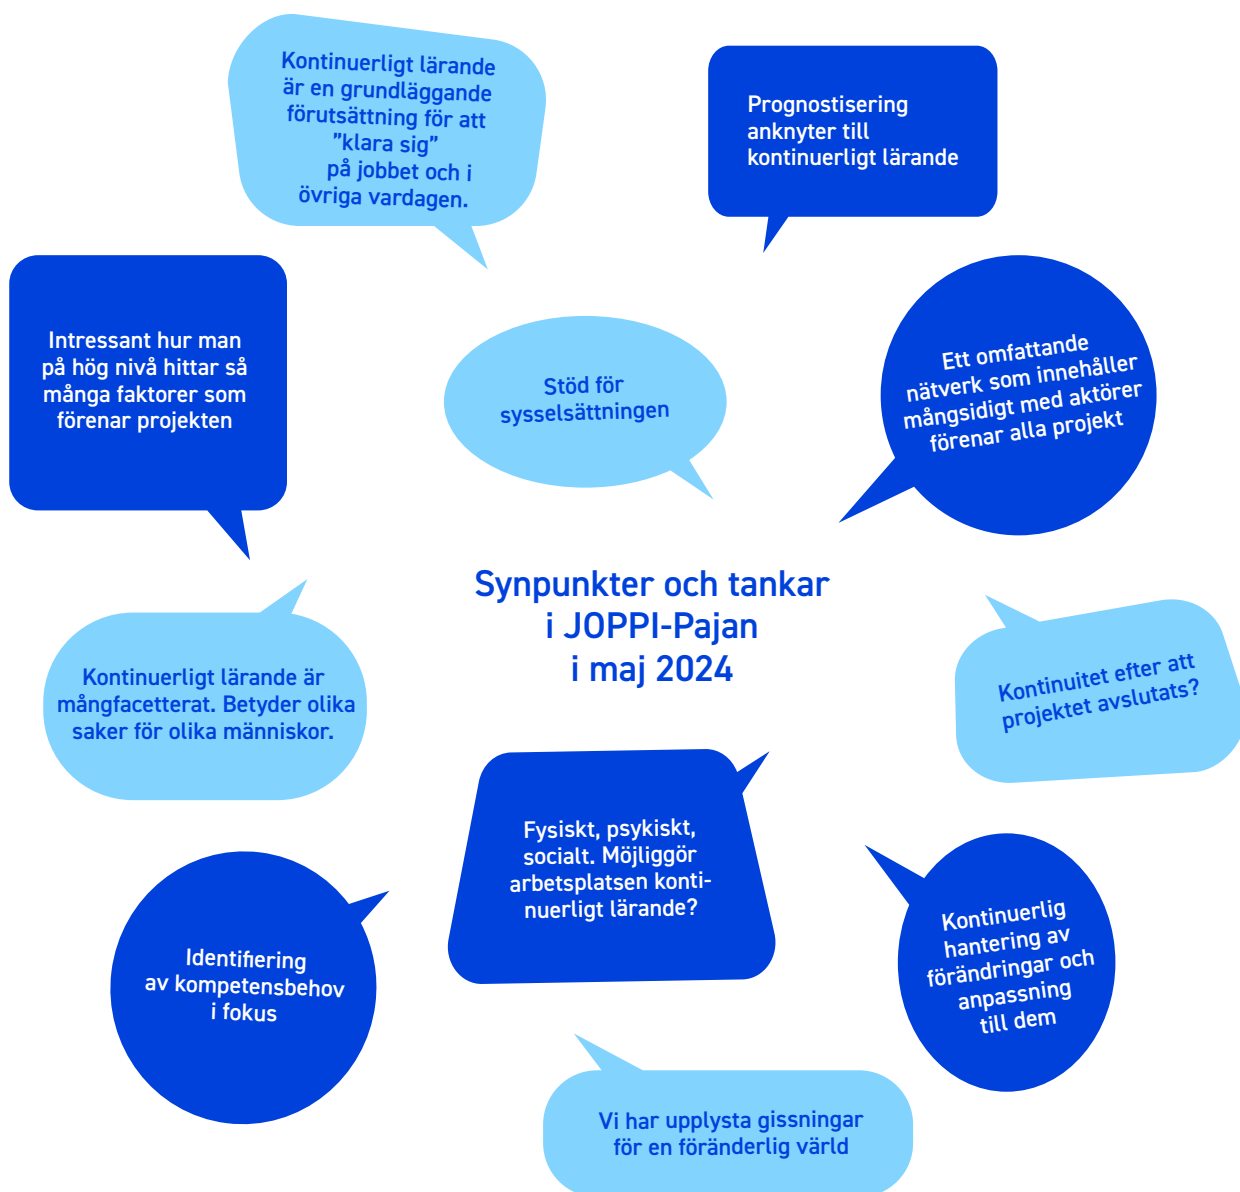 Kontinuerligt lärande
är en grundläggande
förutsättning för att
”klara sig”
på jobbet och i
övriga vardagen.
Prognostisering
anknyter till
kontinuerligt lärande
Intressant hur man
på hög nivå hittar så
många faktorer som
förenar projekten
Stöd för
sysselsättningen
Ett omfattande
nätverk som innehåller
mångsidigt med aktörer
förenar alla projekt
Synpunkter och tankar
i JOPPI-Pajan
i maj 2024
Kontinuerligt lärande är
mångfacetterat. Betyder olika
saker för olika människor.
Kontinuitet efter att
projektet avslutats?
Fysiskt, psykiskt,
socialt. Möjliggör
arbetsplatsen konti-
nuerligt lärande?
Identifiering
av kompetensbehov
i fokus
Kontinuerlig
hantering av
förändringar och
anpassning
till dem
Vi har upplysta gissningar
för en föränderlig värld